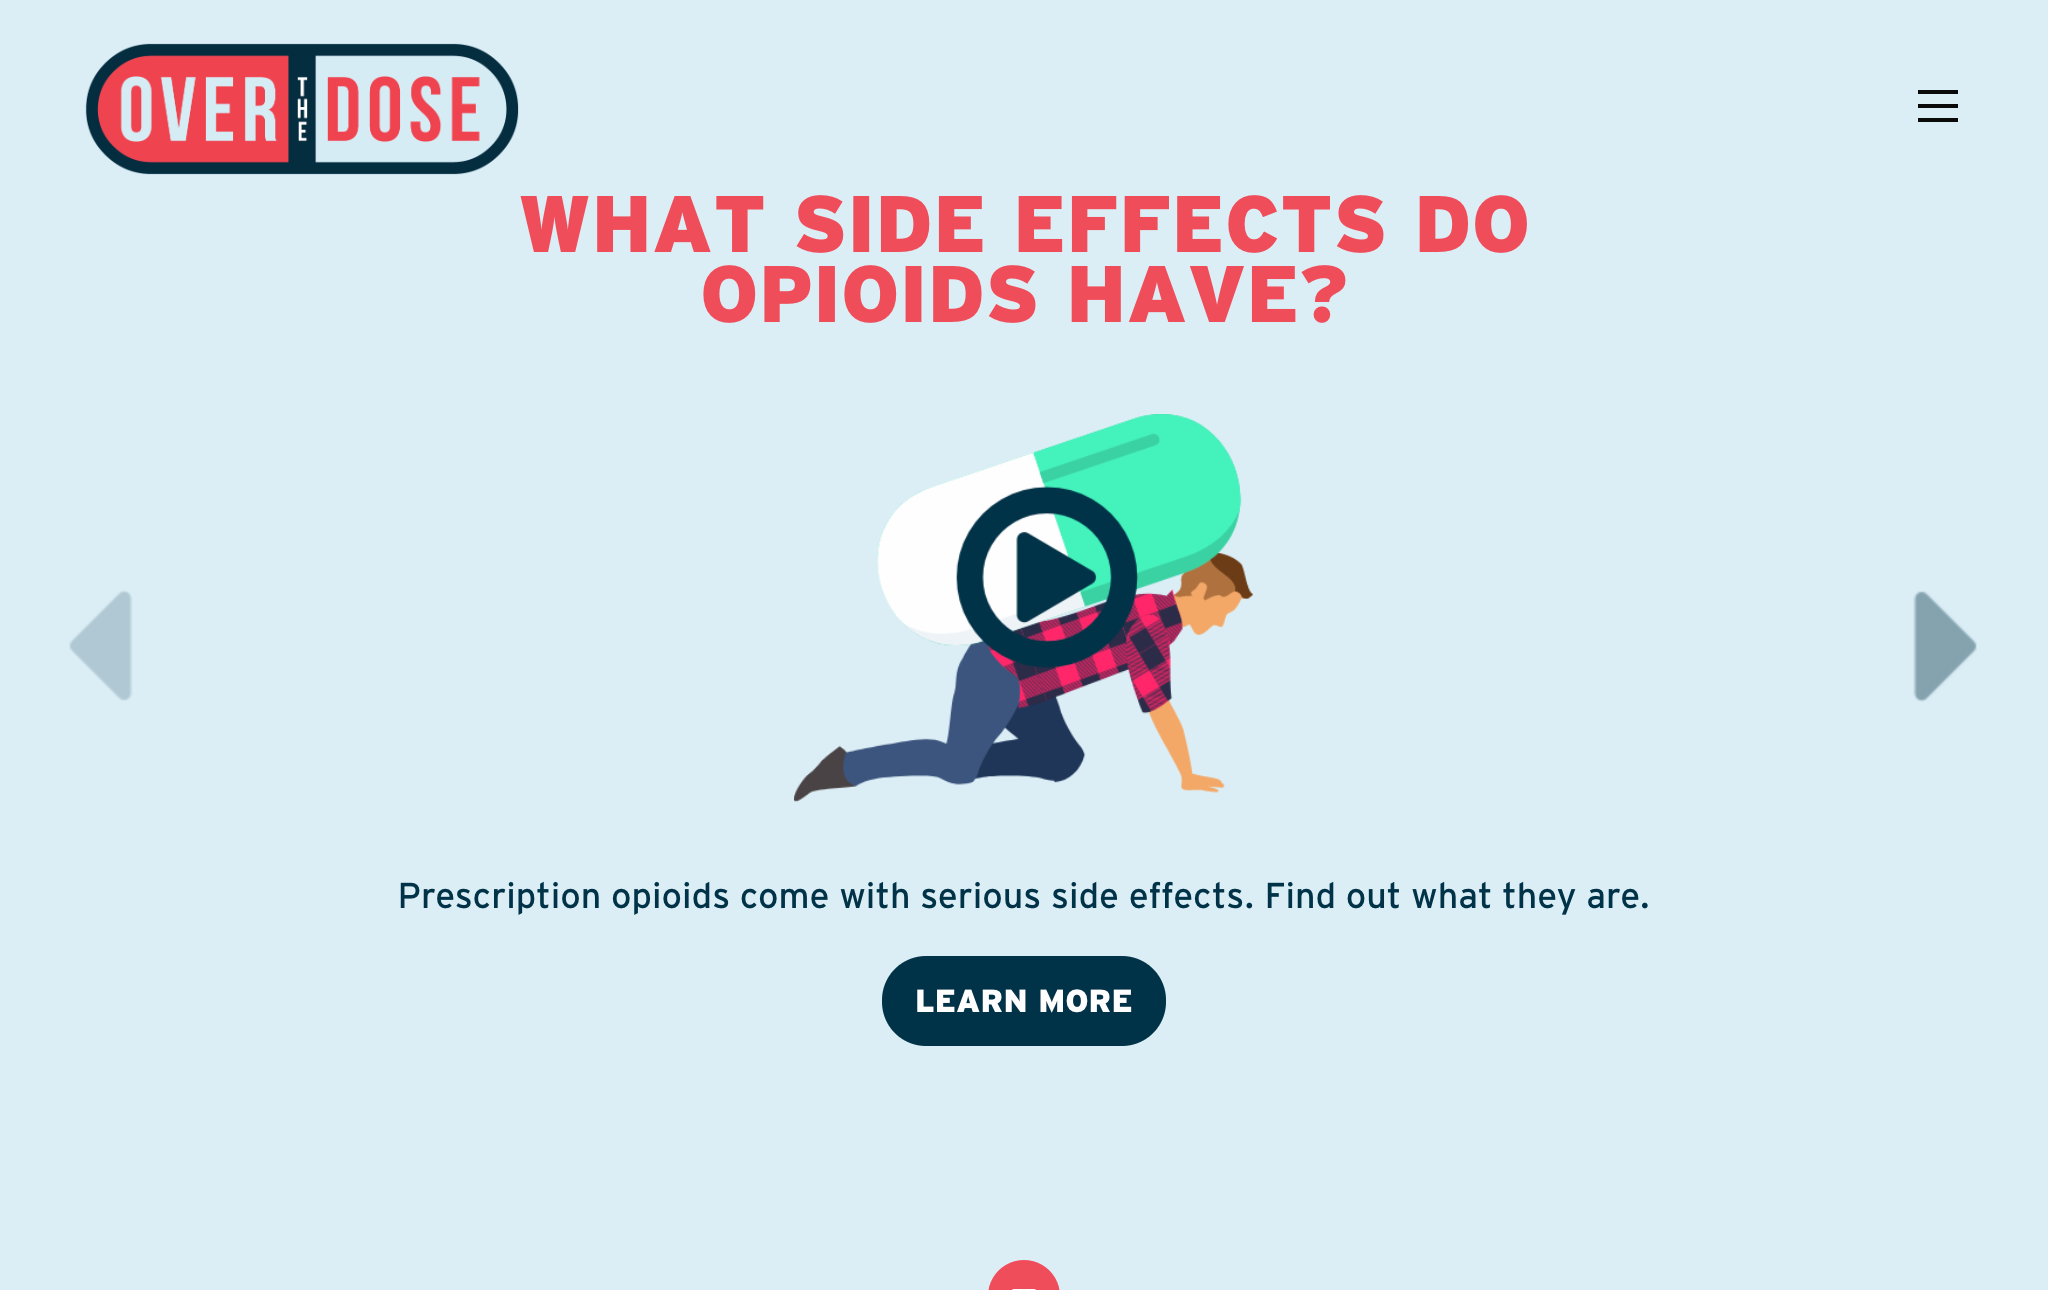 OVER THE DOSE
WHAT SIDE EFFECTS DO
OPIOIDS HAVE?
Prescription opioids come with serious side effects. Find out what they are.
LEARN MORE